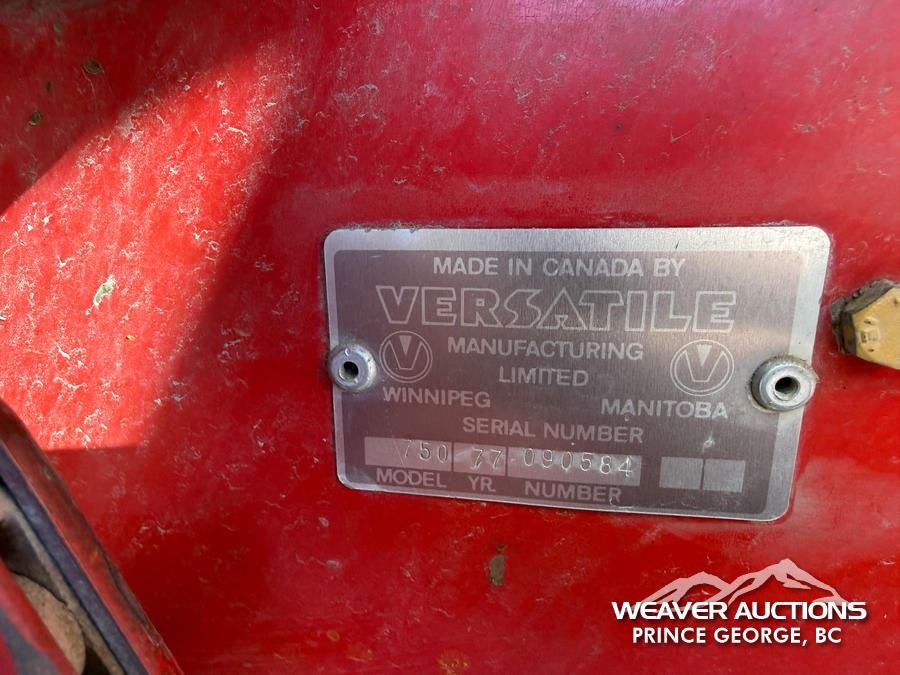 MADE IN CANADA BY
VERSATILE
MANUFACTURING
LIMITED
WINNIPEG MANITOBA
SERIAL NUMBER
750 77 090584
MODEL YR. NUMBER
WEAVER AUCTIONS
PRINCE GEORGE, BC